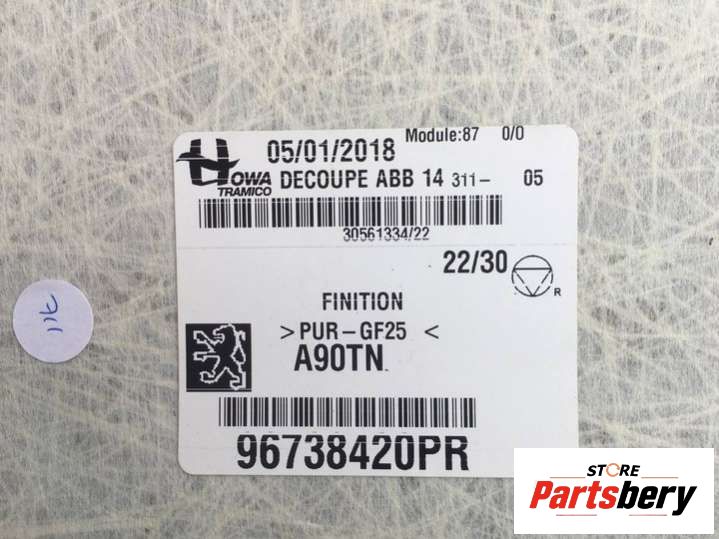 Module:87 0/0
05/01/2018
HOWA
TRAMICO
DECOUPE ABB 14 311- 05
30561334/22
22/30
R
FINITION
>PUR-GF25 <
A90TN
96738420PR
STORE
Partsbery